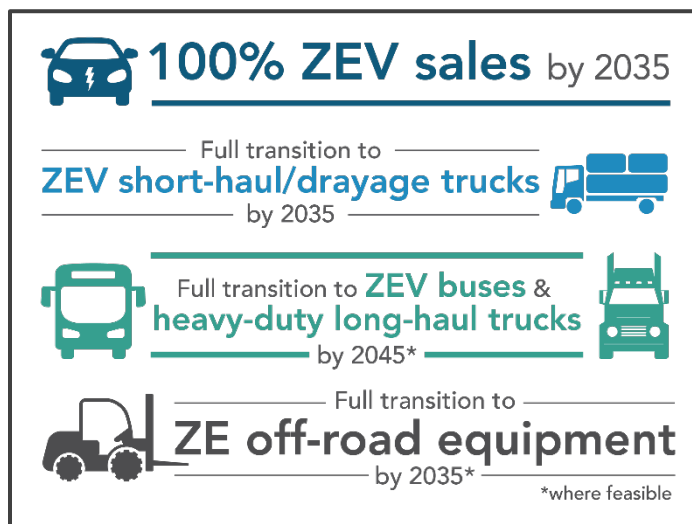 100% ZEV sales by 2035
Full transition to
ZEV short-haul/drayage trucks
by 2035
Full transition to ZEV buses &
heavy-duty long-haul trucks
by 2045*
Full transition to
ZE off-road equipment
by 2035*
*where feasible